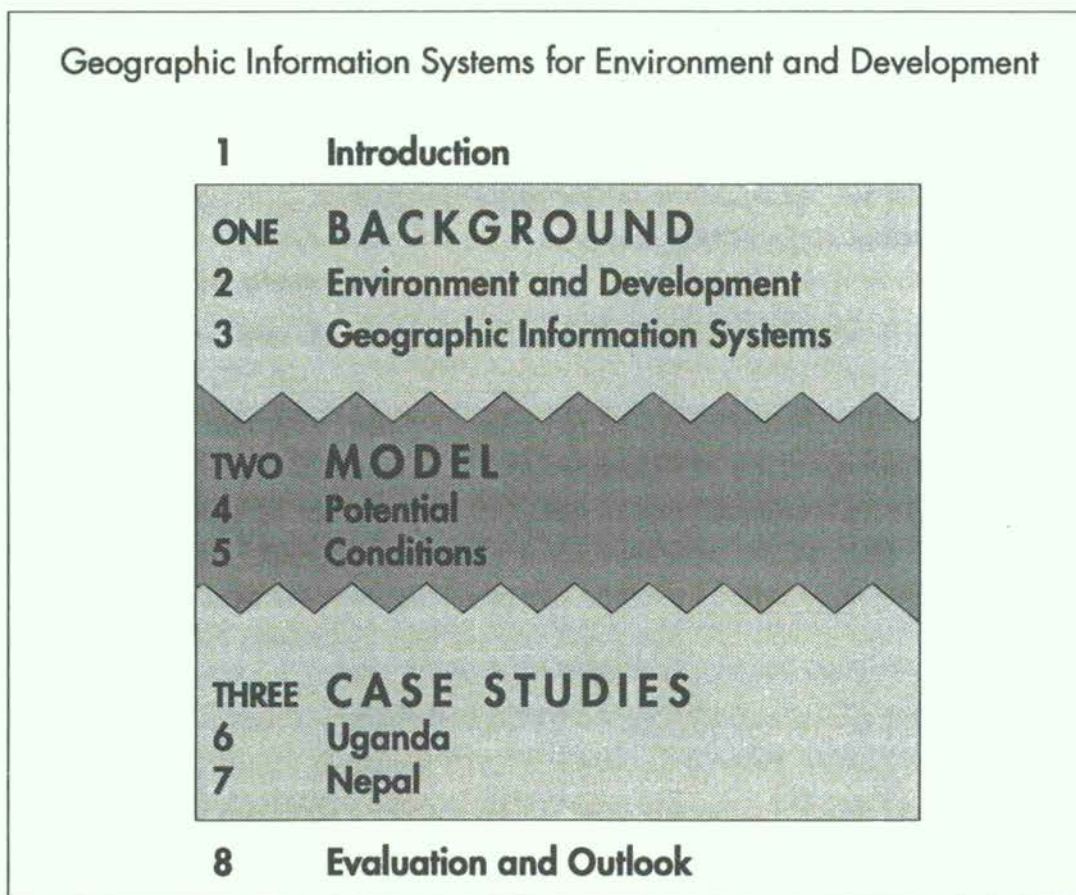 Geographic Information Systems for Environment and Development
1 Introduction
ONE BACKGROUND
2 Environment and Development
3 Geographic Information Systems
TWO MODEL
4 Potential
5 Conditions
THREE CASE STUDIES
6 Uganda
7 Nepal
8 Evaluation and Outlook